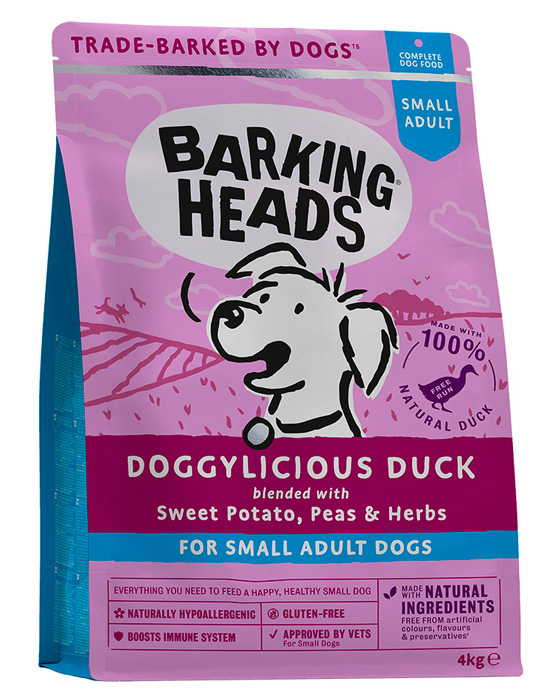 TRADE-BARKED BY DOGS™
COMPLETE
DOG FOOD
SMALL
ADULT
BARKING
HEADS®
MADE WITH
100%
FREE
RUN
NATURAL DUCK
DOGGYLICIOUS DUCK
blended with
Sweet Potato, Peas & Herbs
FOR SMALL ADULT DOGS
EVERYTHING YOU NEED TO FEED A HAPPY, HEALTHY SMALL DOG
NATURALLY HYPOALLERGENIC
GLUTEN-FREE
BOOSTS IMMUNE SYSTEM
APPROVED BY VETS
For Small Dogs
MADE WITH NATURAL
INGREDIENTS
FREE FROM artificial
colours, flavours
& preservatives†
4kg e